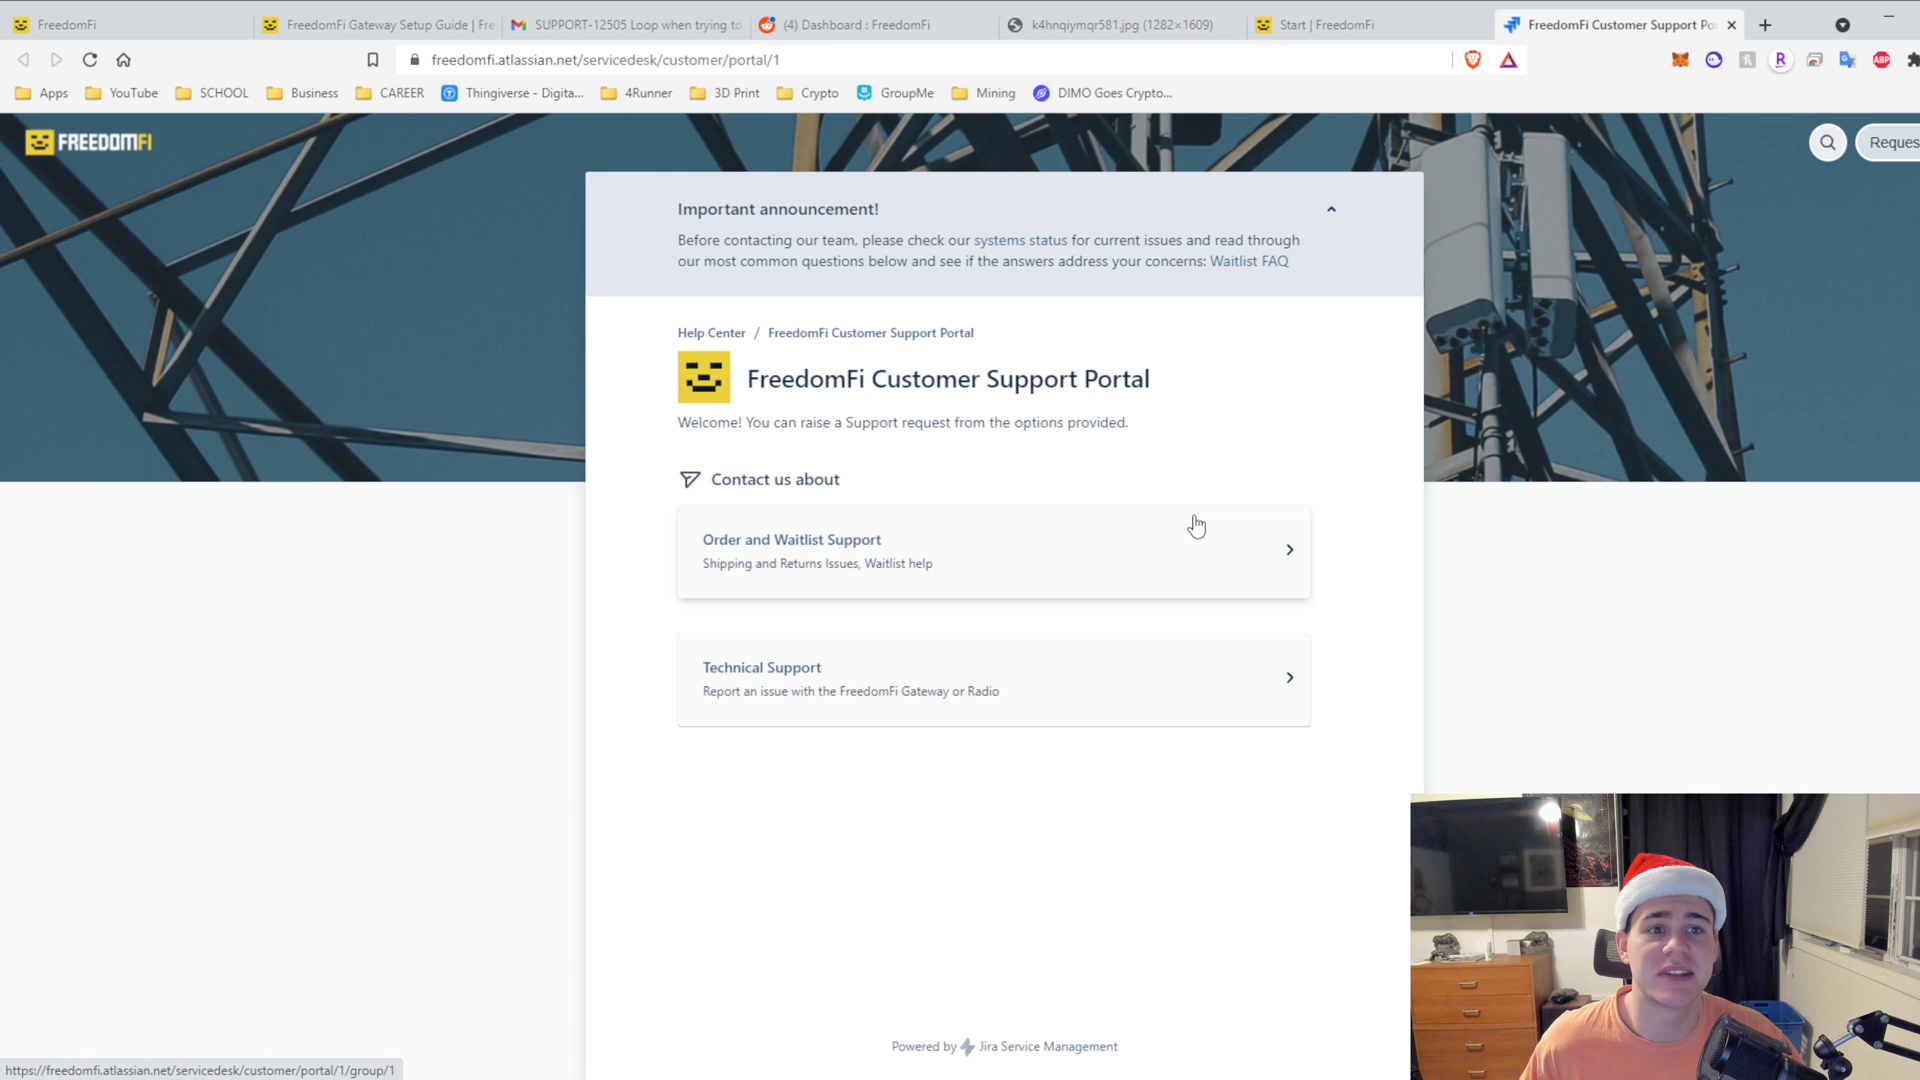 FreedomFi
FreedomFi Gateway Setup Guide | Fre
SUPPORT-12505 Loop when trying to
(4) Dashboard : FreedomFi
k4hnqiymqr581.jpg (1282×1609)
Start | FreedomFi
FreedomFi Customer Support Po
freedomfi.atlassian.net/servicedesk/customer/portal/1
R
ABP
Apps
YouTube
SCHOOL
Business
CAREER
Thingiverse - Digita...
4Runner
3D Print
Crypto
GroupMe
Mining
DIMO Goes Crypto...
FREEDOMFI
Reques
Important announcement!
Before contacting our team, please check our systems status for current issues and read through
our most common questions below and see if the answers address your concerns: Waitlist FAQ
Help Center / FreedomFi Customer Support Portal
FreedomFi Customer Support Portal
Welcome! You can raise a Support request from the options provided.
Contact us about
Order and Waitlist Support
Shipping and Returns Issues, Waitlist help
Technical Support
Report an issue with the FreedomFi Gateway or Radio
Powered by Jira Service Management
https://freedomfi.atlassian.net/servicedesk/customer/portal/1/group/1